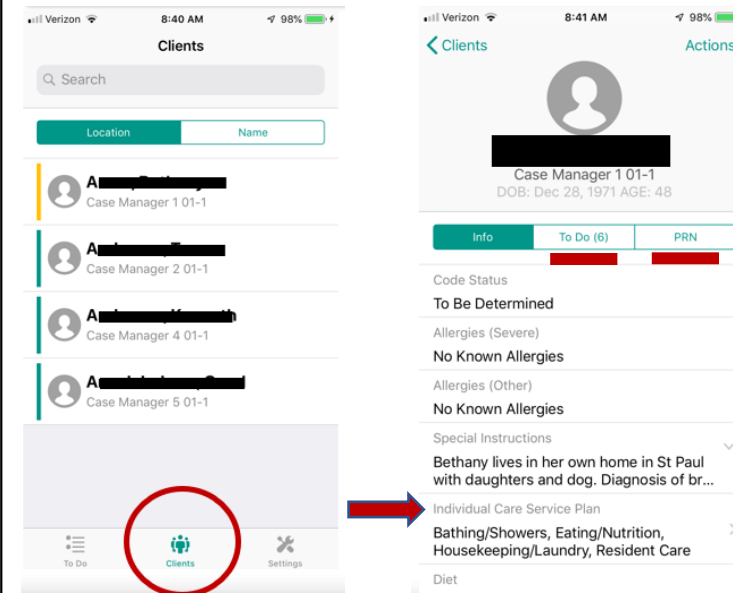 Verizon 8:40 AM 98%
Clients
Search
Location Name
A
Case Manager 1 01-1
A
Case Manager 2 01-1
A
Case Manager 4 01-1
A
Case Manager 5 01-1
To Do Clients Settings
Verizon 8:41 AM 98%
Clients Actions
Case Manager 1 01-1
DOB: Dec 28, 1971 AGE: 48
Info To Do (6) PRN
Code Status
To Be Determined
Allergies (Severe)
No Known Allergies
Allergies (Other)
No Known Allergies
Special Instructions
Bethany lives in her own home in St Paul
with daughters and dog. Diagnosis of br...
Individual Care Service Plan
Bathing/Showers, Eating/Nutrition,
Housekeeping/Laundry, Resident Care
Diet